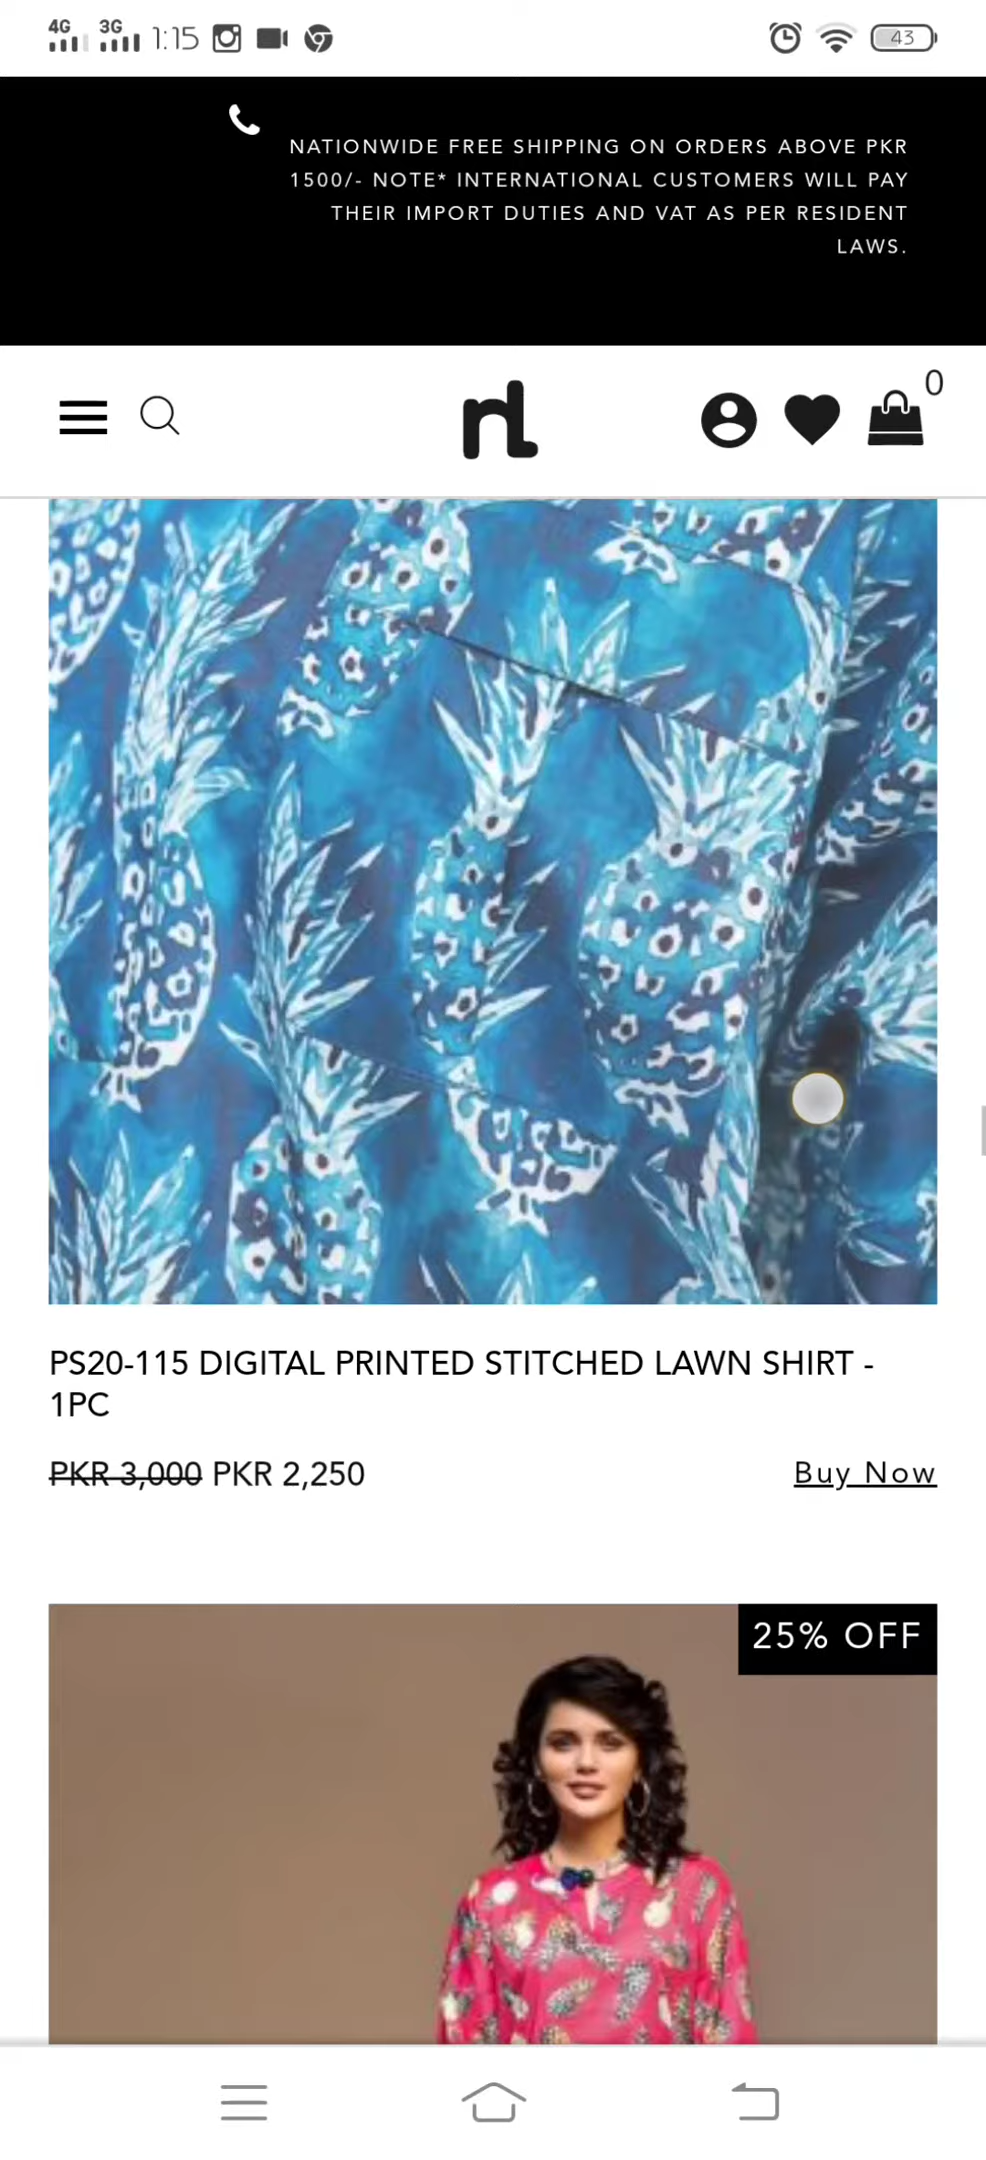 4G 3G 1:15 43
NATIONWIDE FREE SHIPPING ON ORDERS ABOVE PKR
1500/- NOTE* INTERNATIONAL CUSTOMERS WILL PAY
THEIR IMPORT DUTIES AND VAT AS PER RESIDENT
LAWS.
nl 0
PS20-115 DIGITAL PRINTED STITCHED LAWN SHIRT -
1PC
PKR 3,000 PKR 2,250 Buy Now
25% OFF